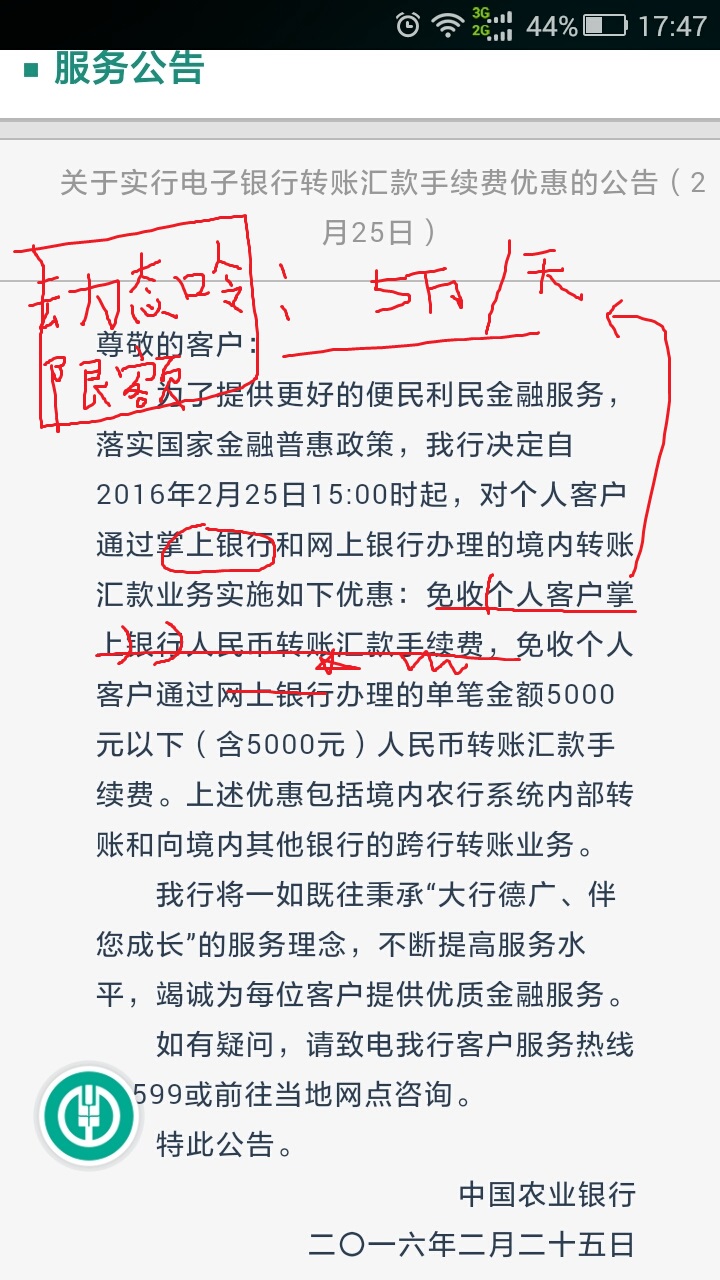 3G
2G
44%
17:47
服务公告
关于实行电子银行转账汇款手续费优惠的公告（2
月25日）
动态口令
限额
: 5万/天
尊敬的客户：
为了提供更好的便民利民金融服务，
落实国家金融普惠政策，我行决定自
2016年2月25日15:00时起，对个人客户
通过掌上银行和网上银行办理的境内转账
汇款业务实施如下优惠：免收个人客户掌
上银行人民币转账汇款手续费，免收个人
客户通过网上银行办理的单笔金额5000
元以下（含5000元）人民币转账汇款手
续费。上述优惠包括境内农行系统内部转
账和向境内其他银行的跨行转账业务。
我行将一如既往秉承“大行德广、伴
您成长”的服务理念，不断提高服务水
平，竭诚为每位客户提供优质金融服务。
如有疑问，请致电我行客户服务热线
599或前往当地网点咨询。
特此公告。
中国农业银行
二〇一六年二月二十五日